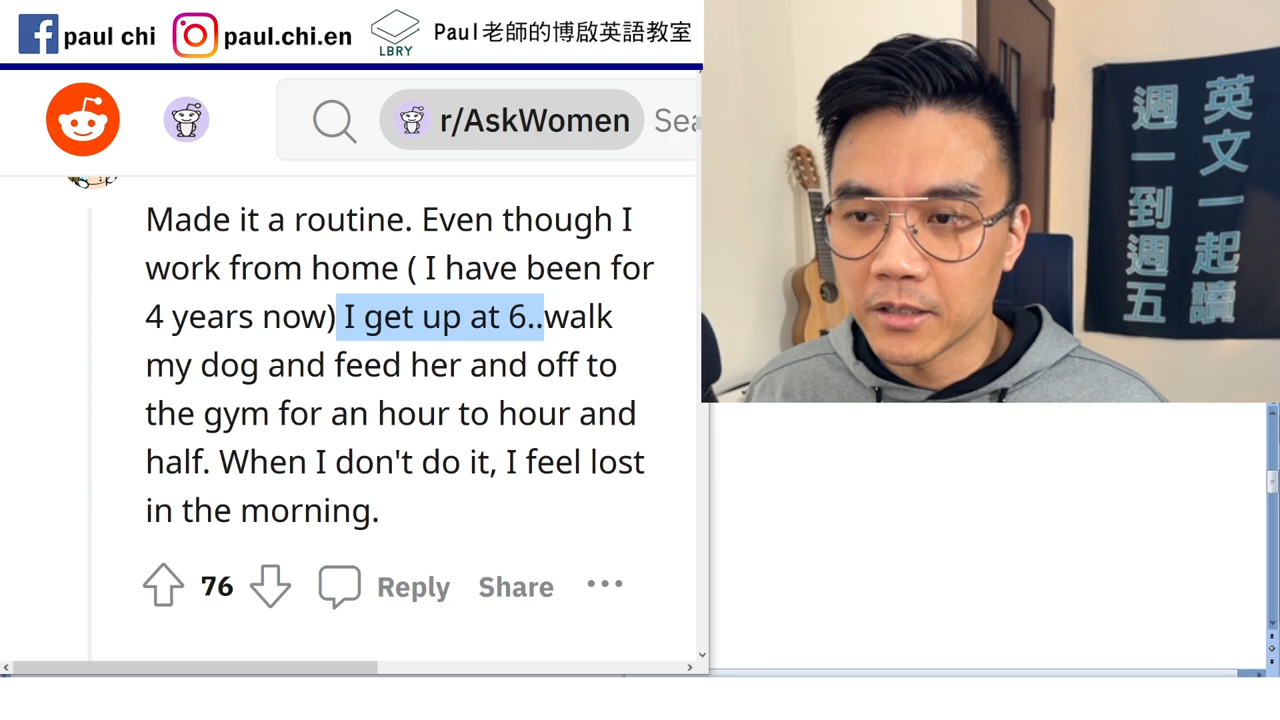 paul chi
paul.chi.en
LBRY
Paul老師的博啟英語教室
r/AskWomen Sea
Made it a routine. Even though I
work from home ( I have been for
4 years now) I get up at 6..walk
my dog and feed her and off to
the gym for an hour to hour and
half. When I don't do it, I feel lost
in the morning.
76
Reply
Share
英文一起讀
週一到週五